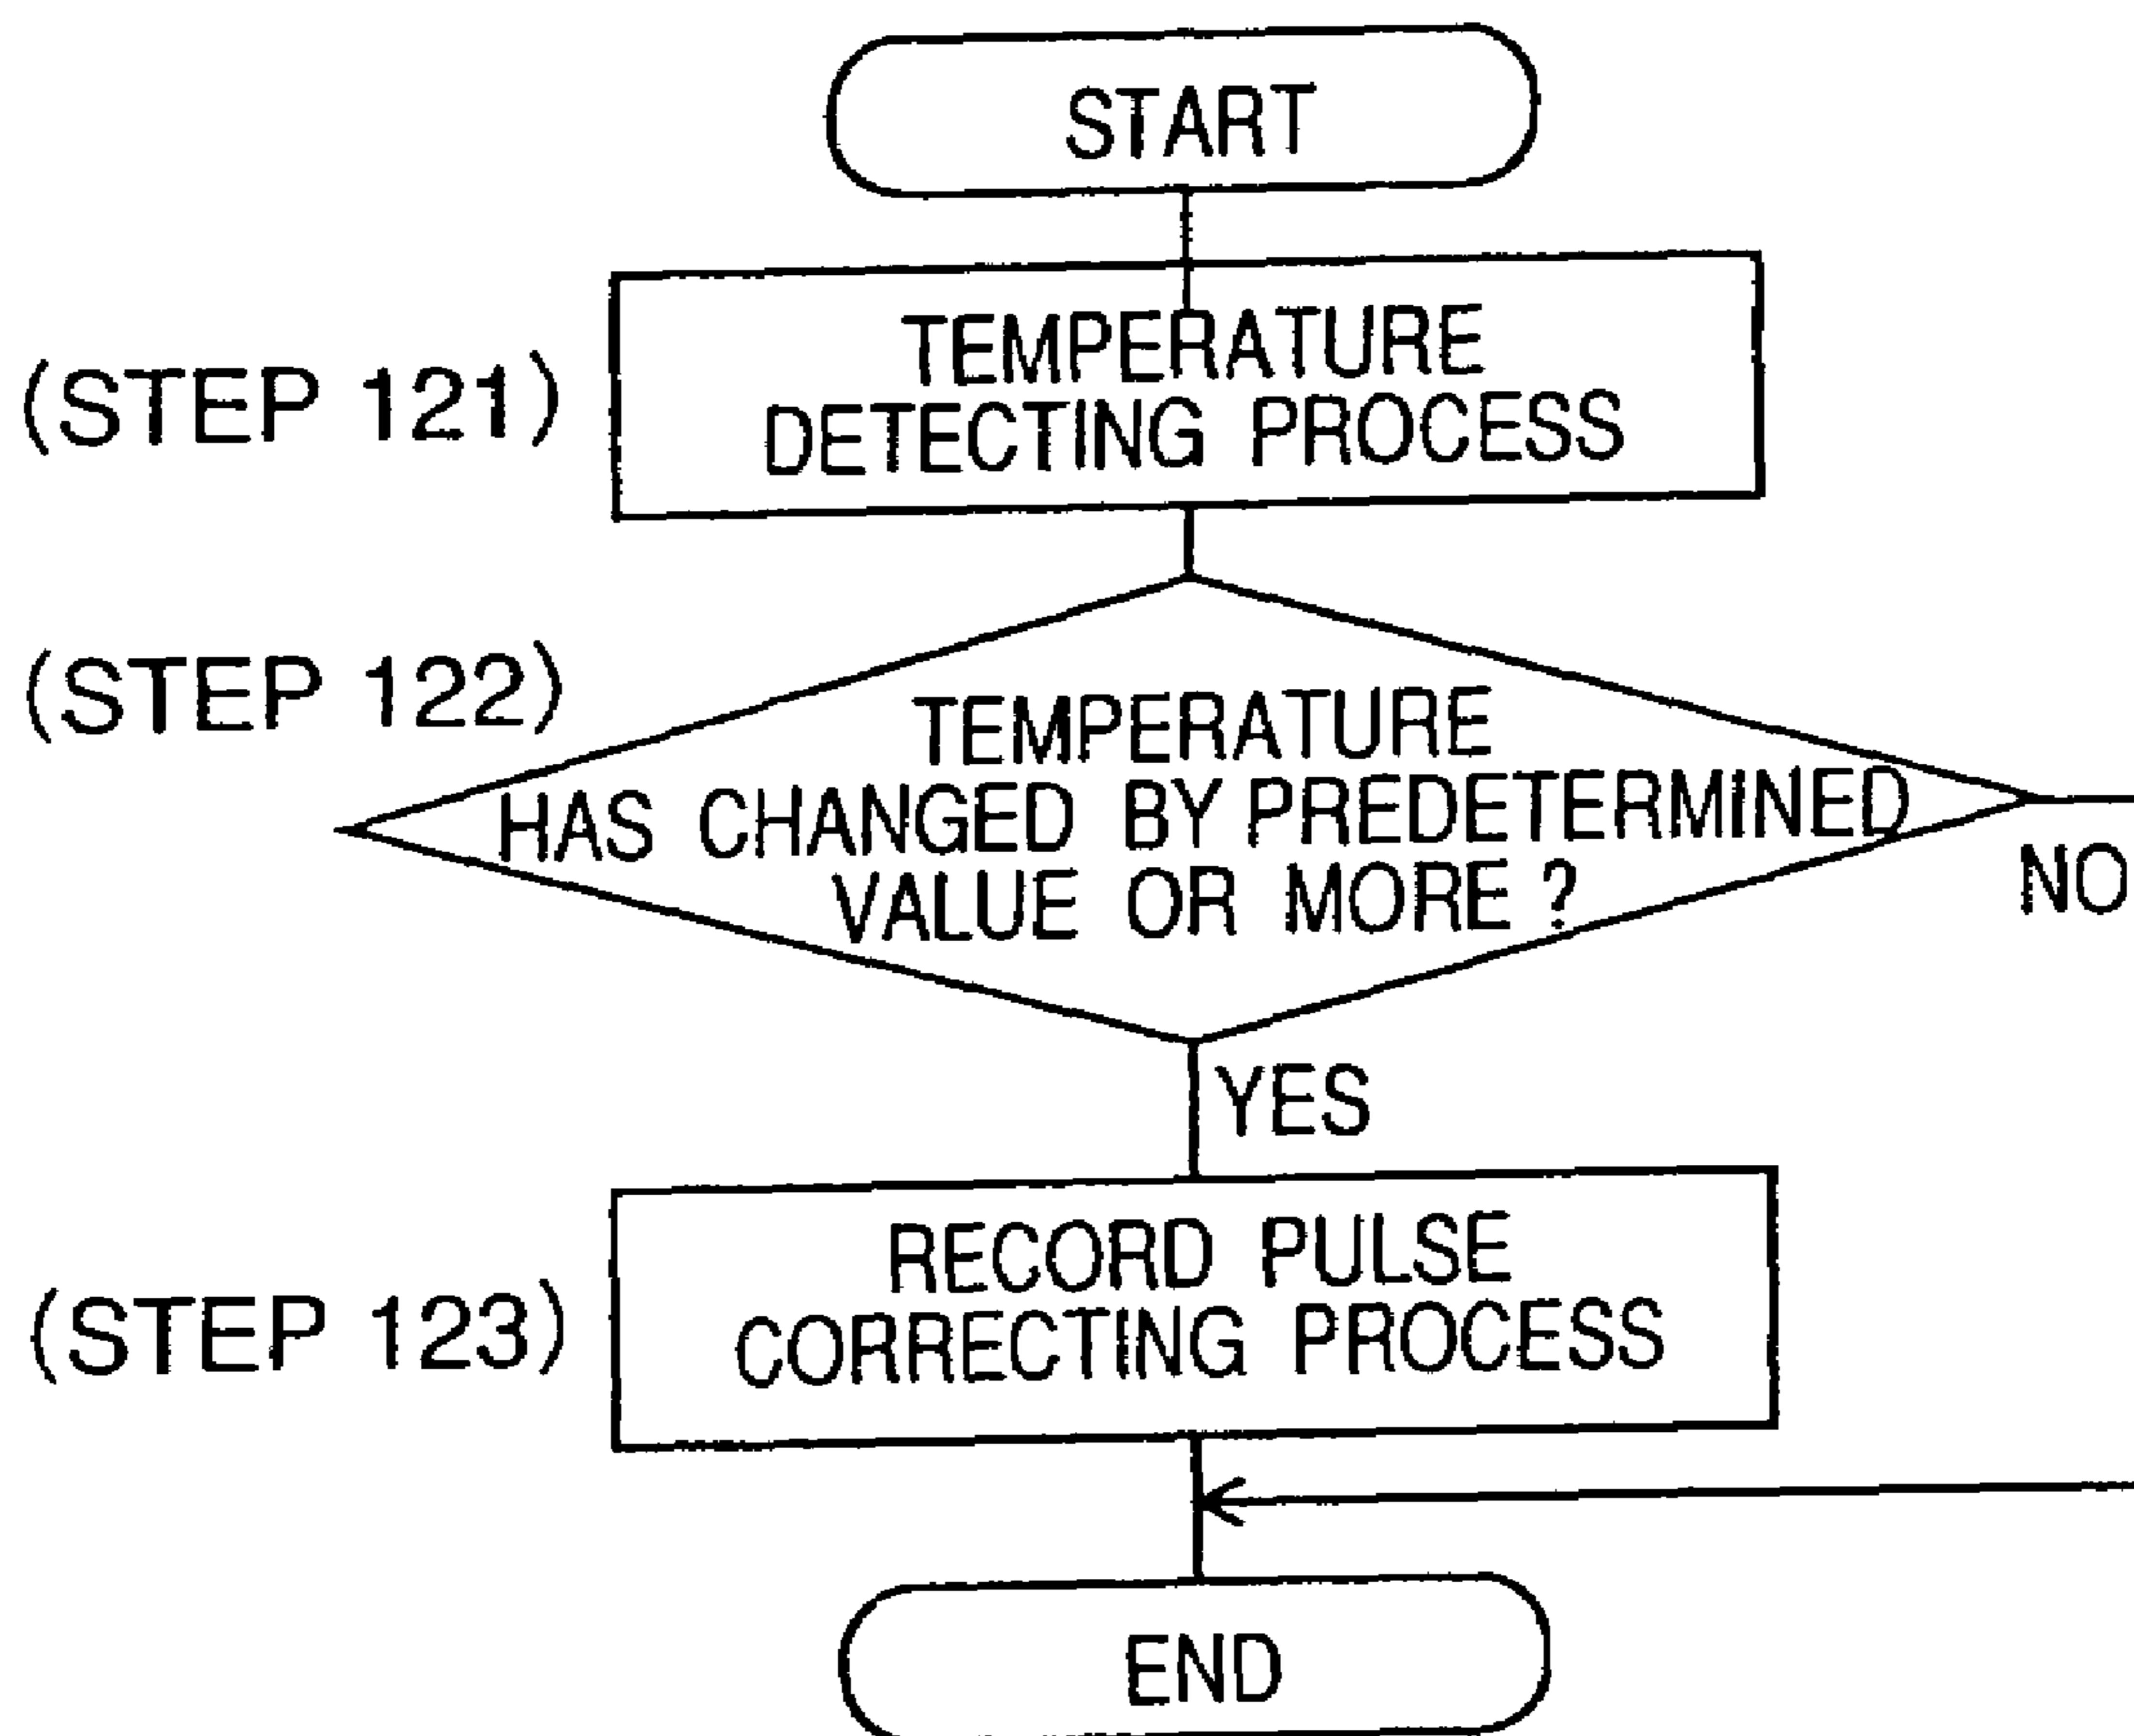 START
(STEP 121)
TEMPERATURE
DETECTING PROCESS
(STEP 122)
TEMPERATURE
HAS CHANGED BY PREDETERMINED
VALUE OR MORE ?
NO
YES
(STEP 123)
RECORD PULSE
CORRECTING PROCESS
END